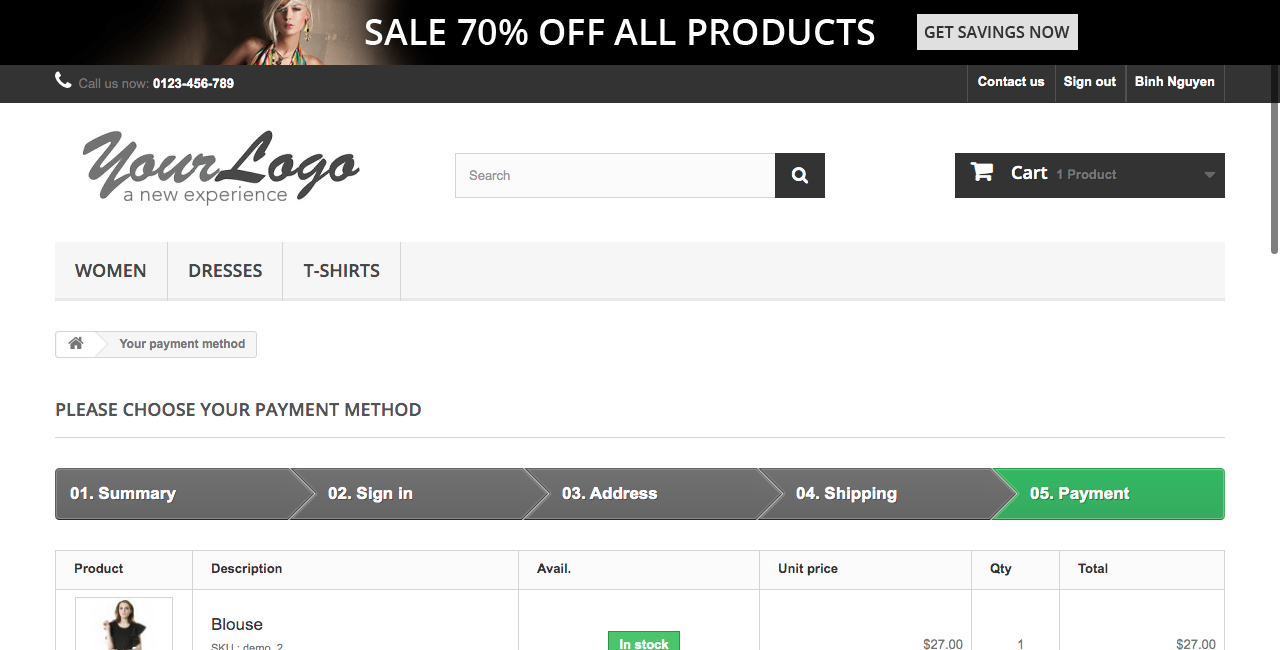 SALE 70% OFF ALL PRODUCTS GET SAVINGS NOW
Call us now: 0123-456-789 Contact us Sign out Binh Nguyen
YourLogo
a new experience
Search
Cart 1 Product
WOMEN DRESSES T-SHIRTS
Your payment method
PLEASE CHOOSE YOUR PAYMENT METHOD
01. Summary 02. Sign in 03. Address 04. Shipping 05. Payment
Product Description Avail. Unit price Qty Total
Blouse
In stock $27.00 1 $27.00
SKU : demo_2